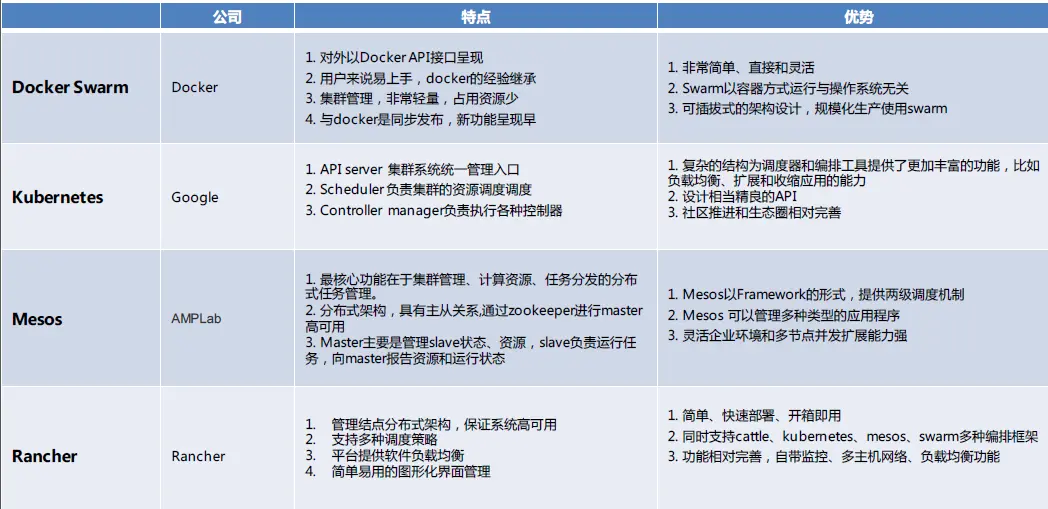 公司 特点 优势
Docker Swarm
Docker
1. 对外以Docker API接口呈现
2. 用户来说易上手，docker的经验继承
3. 集群管理，非常轻量，占用资源少
4. 与docker是同步发布，新功能呈现早
1. 非常简单、直接和灵活
2. Swarm以容器方式运行与操作系统无关
3. 可插拔式的架构设计，规模化生产使用swarm
Kubernetes
Google
1. API server 集群系统统一管理入口
2. Scheduler 负责集群的资源调度调度
3. Controller manager负责执行各种控制器
1. 复杂的结构为调度器和编排工具提供了更加丰富的功能，比如
负载均衡、扩展和收缩应用的能力
2. 设计相当精良的API
3. 社区推进和生态圈相对完善
Mesos
AMPLab
1. 最核心功能在于集群管理、计算资源、任务分发的分布
式任务管理。
2. 分布式架构，具有主从关系,通过zookeeper进行master
高可用
3. Master主要是管理slave状态、资源，slave负责运行任
务，向master报告资源和运行状态
1. Mesos以Framework的形式，提供两级调度机制
2. Mesos 可以管理多种类型的应用程序
3. 灵活企业环境和多节点并发扩展能力强
Rancher
Rancher
1. 管理结点分布式架构，保证系统高可用
2. 支持多种调度策略
3. 平台提供软件负载均衡
4. 简单易用的图形化界面管理
1. 简单、快速部署、开箱即用
2. 同时支持cattle、kubernetes、mesos、swarm多种编排框架
3. 功能相对完善，自带监控、多主机网络、负载均衡功能